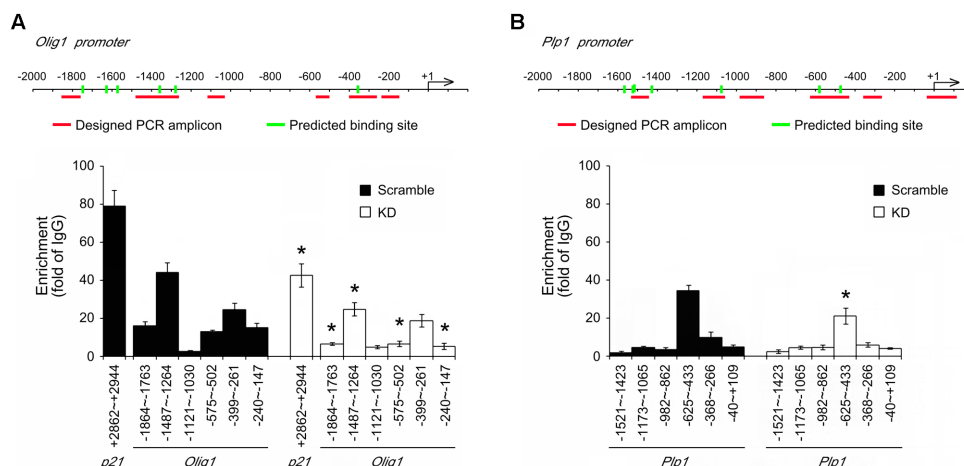 A
Olig1 promoter
-2000 -1800 -1600 -1400 -1200 -1000 -800 -600 -400 -200 +1
Designed PCR amplicon
Predicted binding site
Enrichment
(fold of IgG)
100
80
60
40
20
0
Scramble
KD
* * * * *
+2862~+2944
-1864~-1763
-1487~-1264
-1121~-1030
-575~-502
-399~-261
-240~-147
+2862~+2944
-1864~-1763
-1487~-1264
-1121~-1030
-575~-502
-399~-261
-240~-147
p21 Olig1 p21 Olig1
B
Plp1 promoter
-2000 -1800 -1600 -1400 -1200 -1000 -800 -600 -400 -200 +1
Designed PCR amplicon
Predicted binding site
Enrichment
(fold of IgG)
100
80
60
40
20
0
Scramble
KD
*
-1521~-1423
-1173~-1065
-982~-862
-625~-433
-368~-266
-40~+109
-1521~-1423
-1173~-1065
-982~-862
-625~-433
-368~-266
-40~+109
Plp1 Plp1